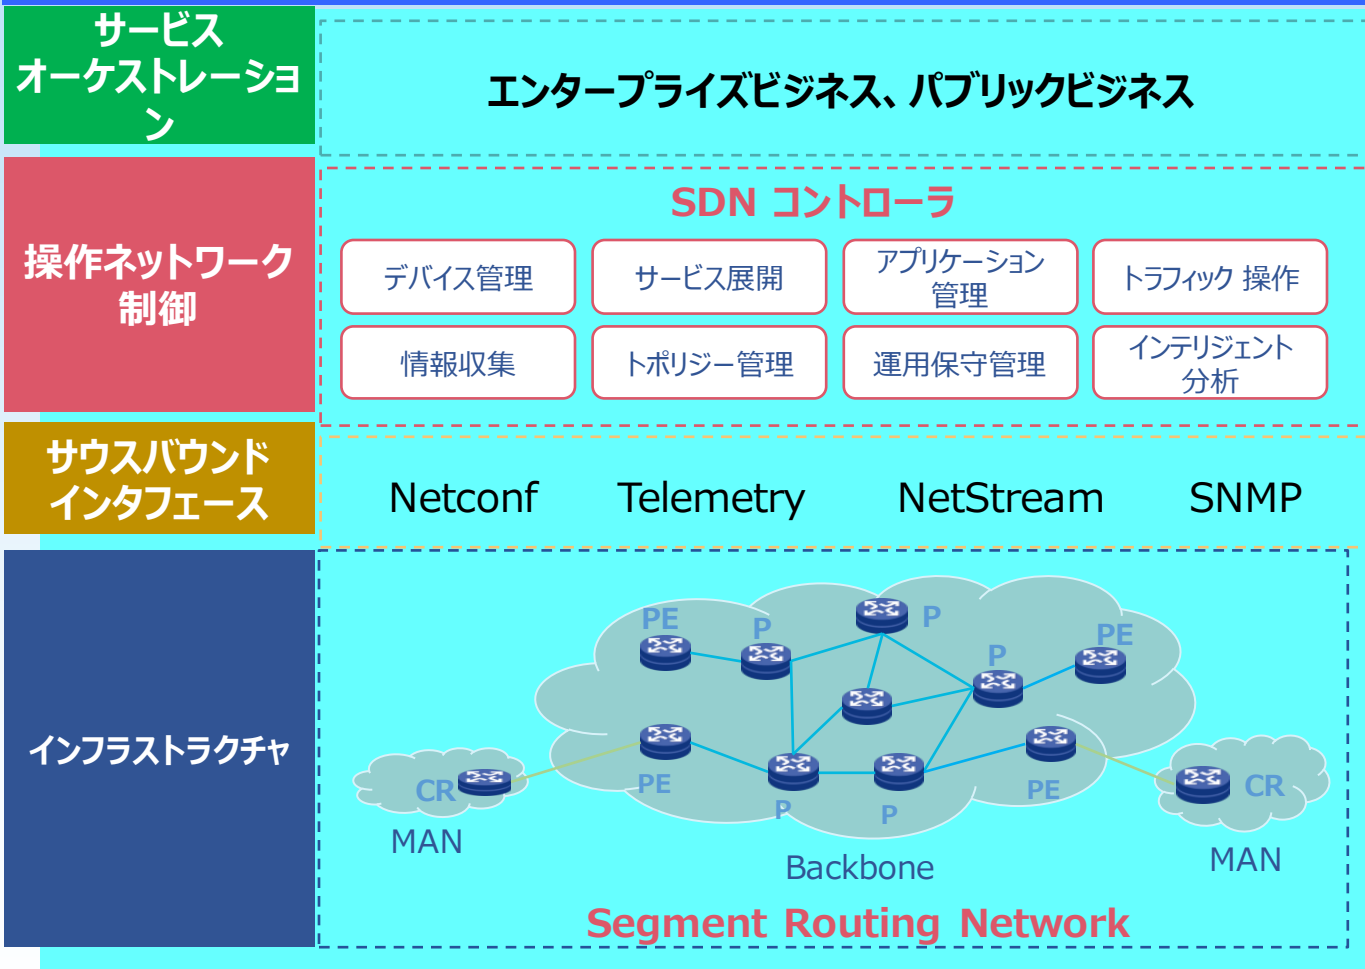 サービス
オーケストレーショ
ン
エンタープライズビジネス、パブリックビジネス
操作ネットワーク
制御
SDN コントローラ
デバイス管理
サービス展開
アプリケーション
管理
トラフィック 操作
情報収集
トポリジー管理
運用保守管理
インテリジェント
分析
サウスバウンド
インタフェース
Netconf
Telemetry
NetStream
SNMP
インフラストラクチャ
PE
P
P
P
PE
CR
PE
P
P
PE
CR
MAN
Backbone
MAN
Segment Routing Network